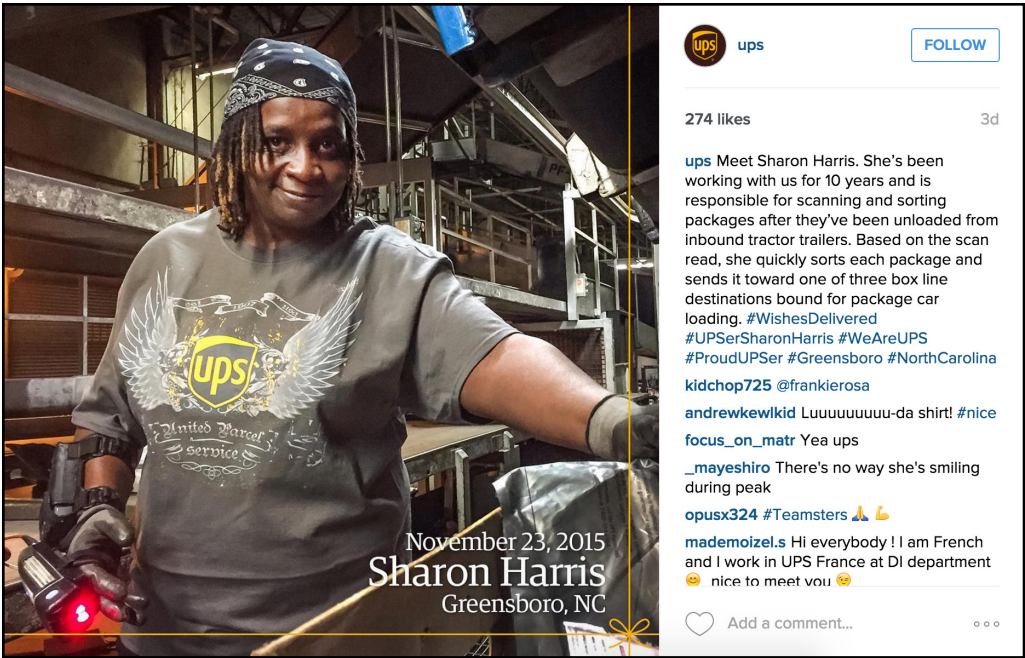 ups
United Parcel
service
November 23, 2015
Sharon Harris
Greensboro, NC
ups
ups
FOLLOW
274 likes
3d
ups Meet Sharon Harris. She's been
working with us for 10 years and is
responsible for scanning and sorting
packages after they've been unloaded from
inbound tractor trailers. Based on the scan
read, she quickly sorts each package and
sends it toward one of three box line
destinations bound for package car
loading. #WishesDelivered
#UPSerSharonHarris #WeAreUPS
#ProudUPSer #Greensboro #NorthCarolina
kidchop725 @frankierosa
andrewkewlkid Luuuuuuuuu-da shirt! #nice
focus_on_matr Yea ups
_mayeshiro There's no way she's smiling
during peak
opusx324 #Teamsters 🙏 💪
mademoizel.s Hi everybody ! I am French
and I work in UPS France at DI department
😊 nice to meet you 😉
Add a comment...